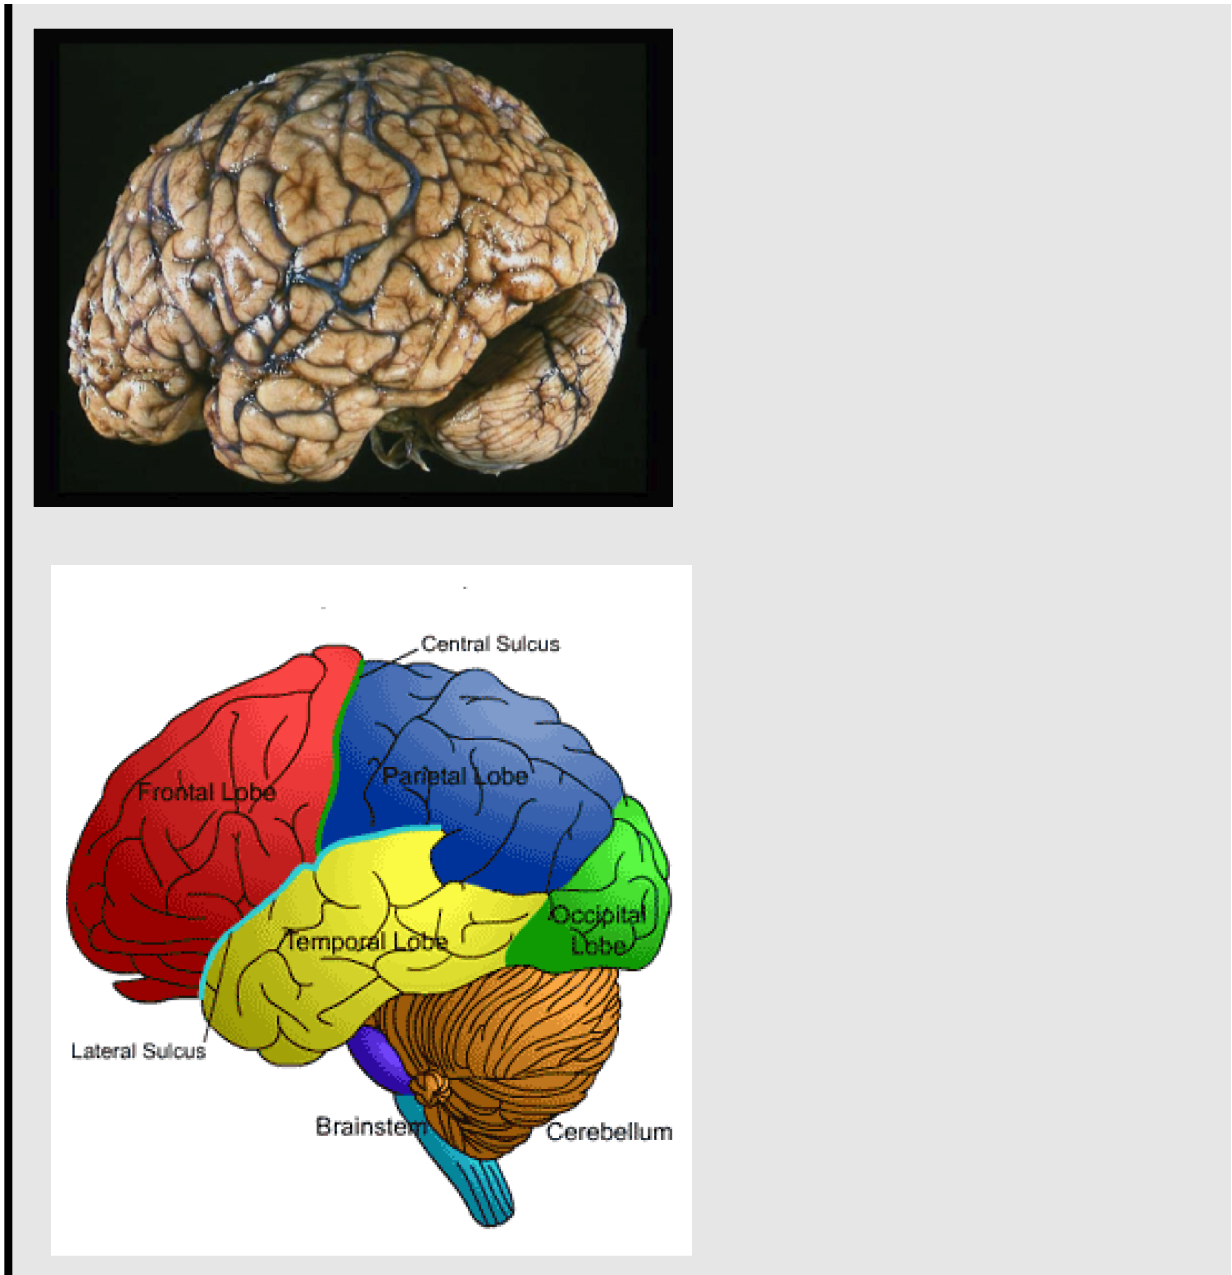 Central Sulcus
Parietal Lobe
Frontal Lobe
Occipital
Lobe
Temporal Lobe
Lateral Sulcus
Brainstem
Cerebellum